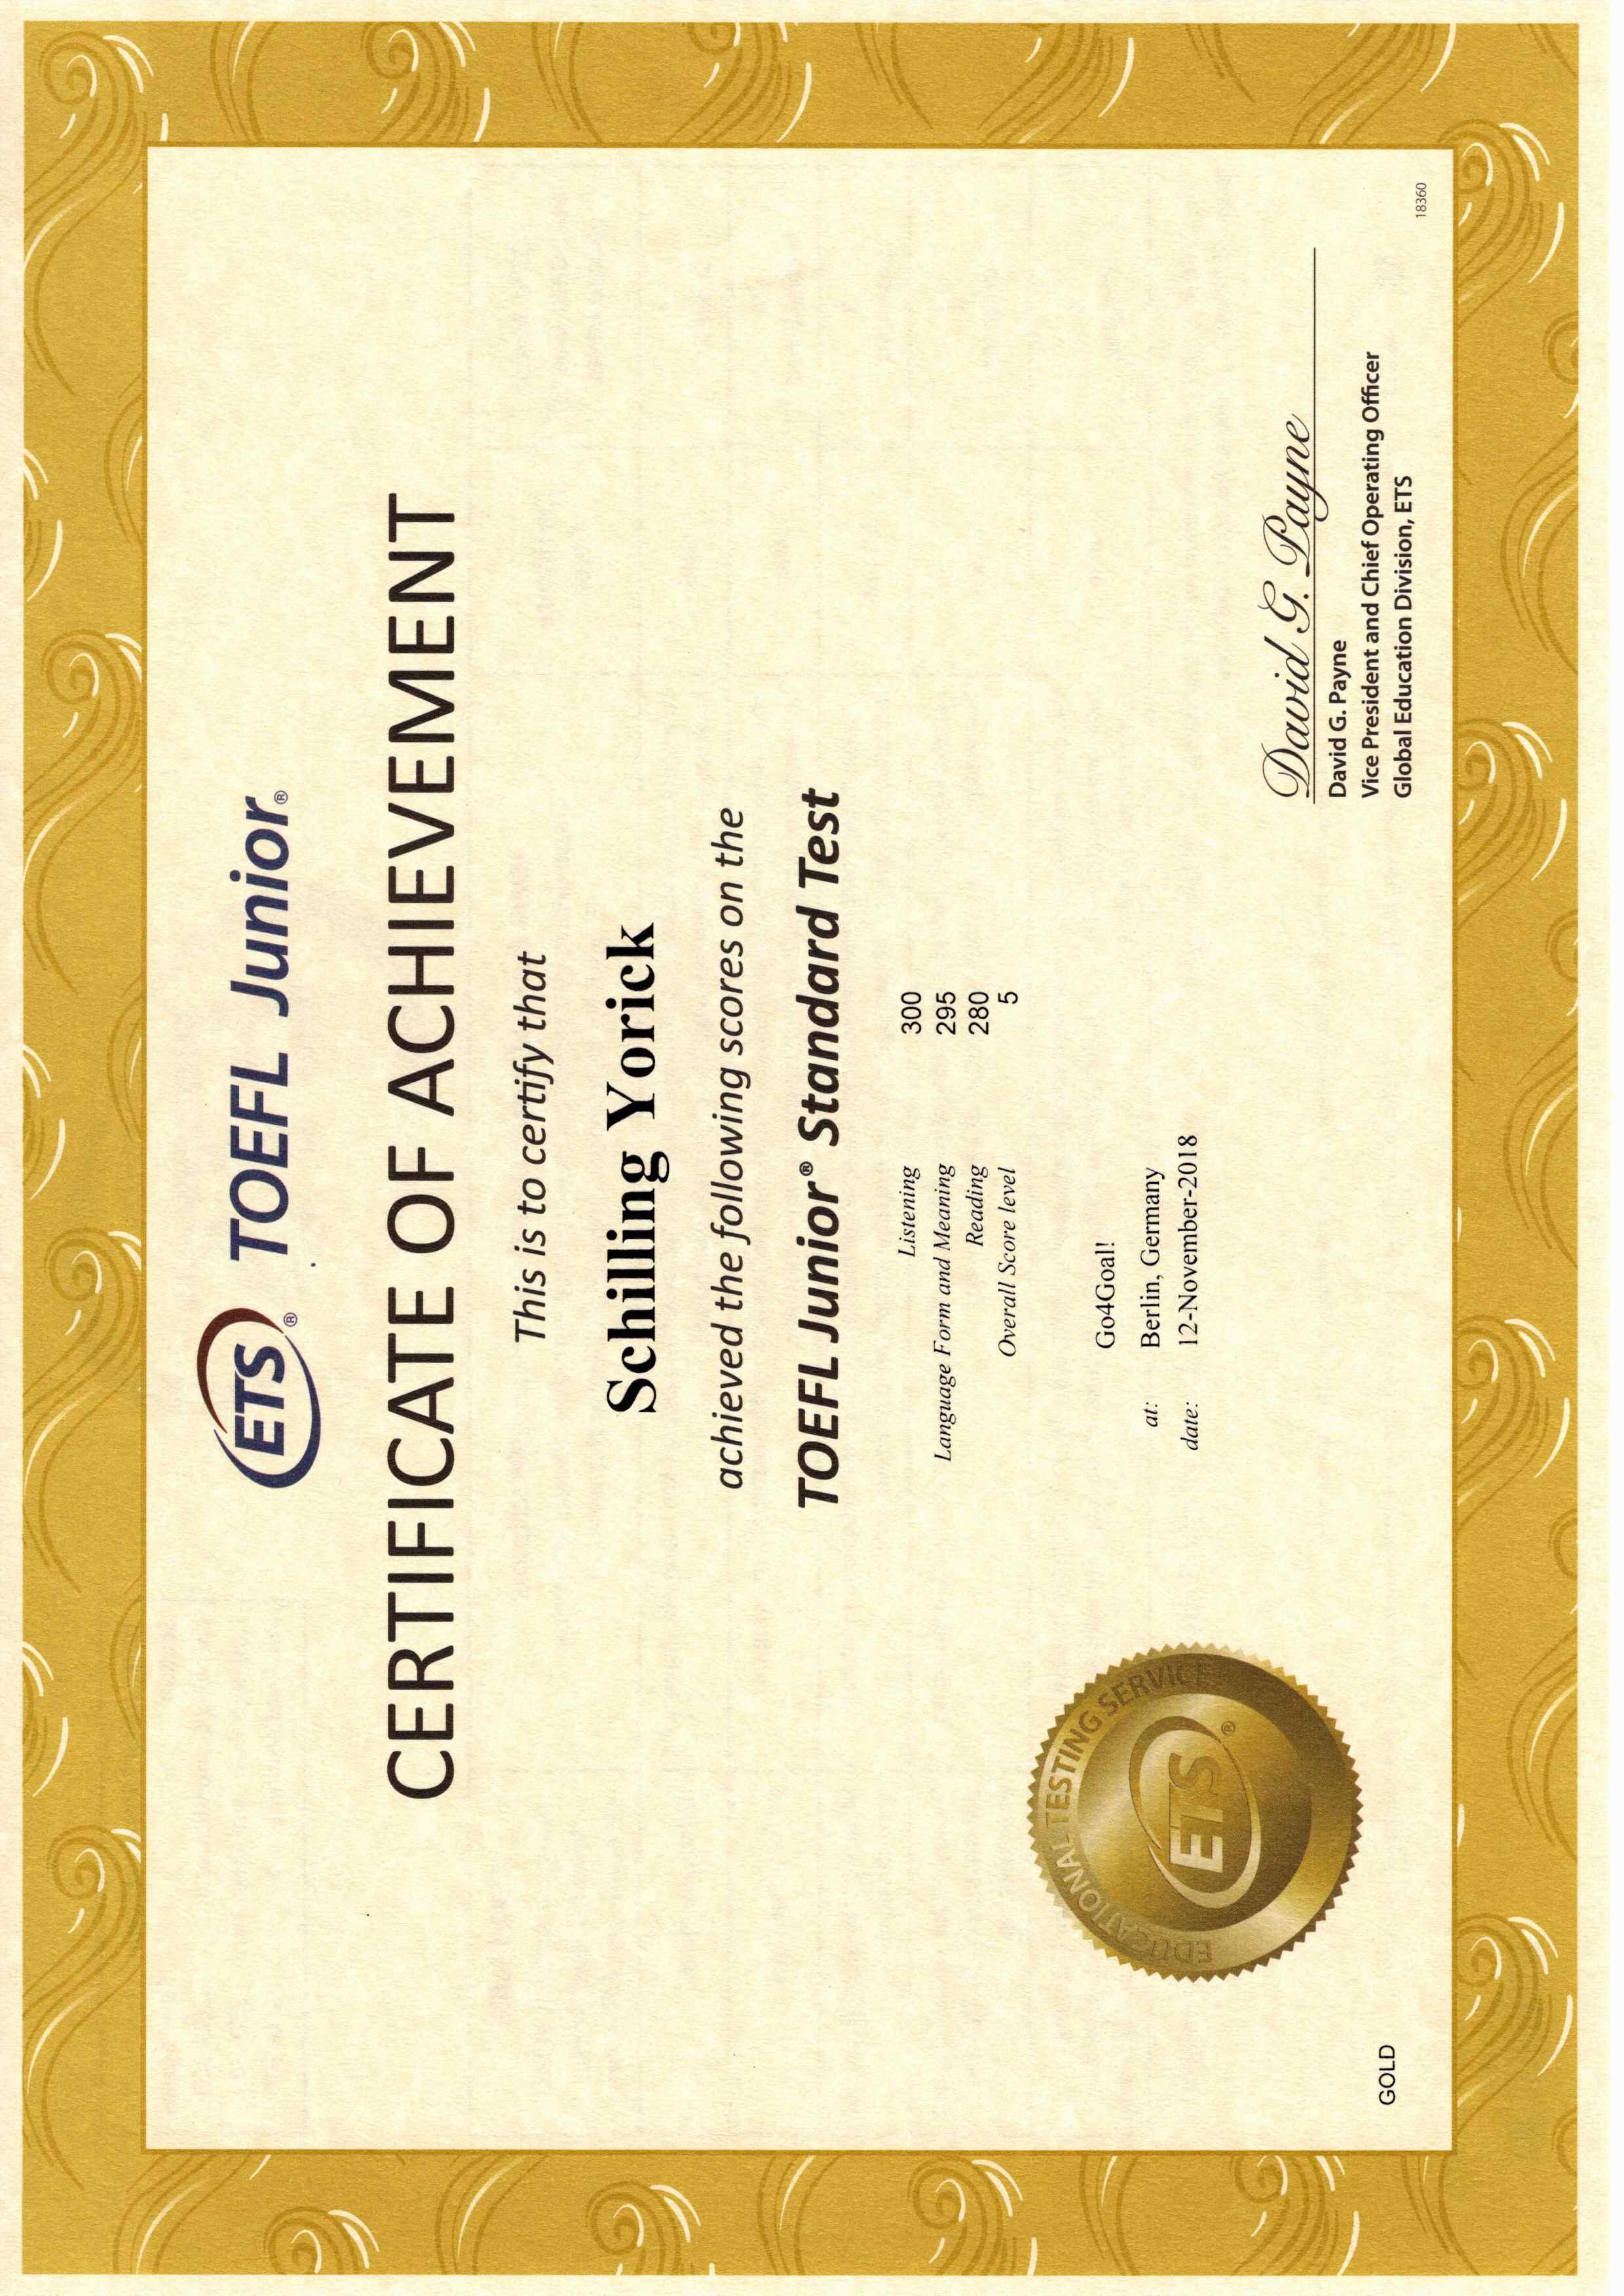 ETS® TOEFL Junior®
CERTIFICATE OF ACHIEVEMENT
This is to certify that
Schilling Yorick
achieved the following scores on the
TOEFL Junior® Standard Test
Listening 300
Language Form and Meaning 295
Reading 280
Overall Score level 5
Go4Goal!
at: Berlin, Germany
date: 12-November-2018
EDUCATIONAL TESTING SERVICE
ETS®
David G. Payne
David G. Payne
Vice President and Chief Operating Officer
Global Education Division, ETS
GOLD
18360